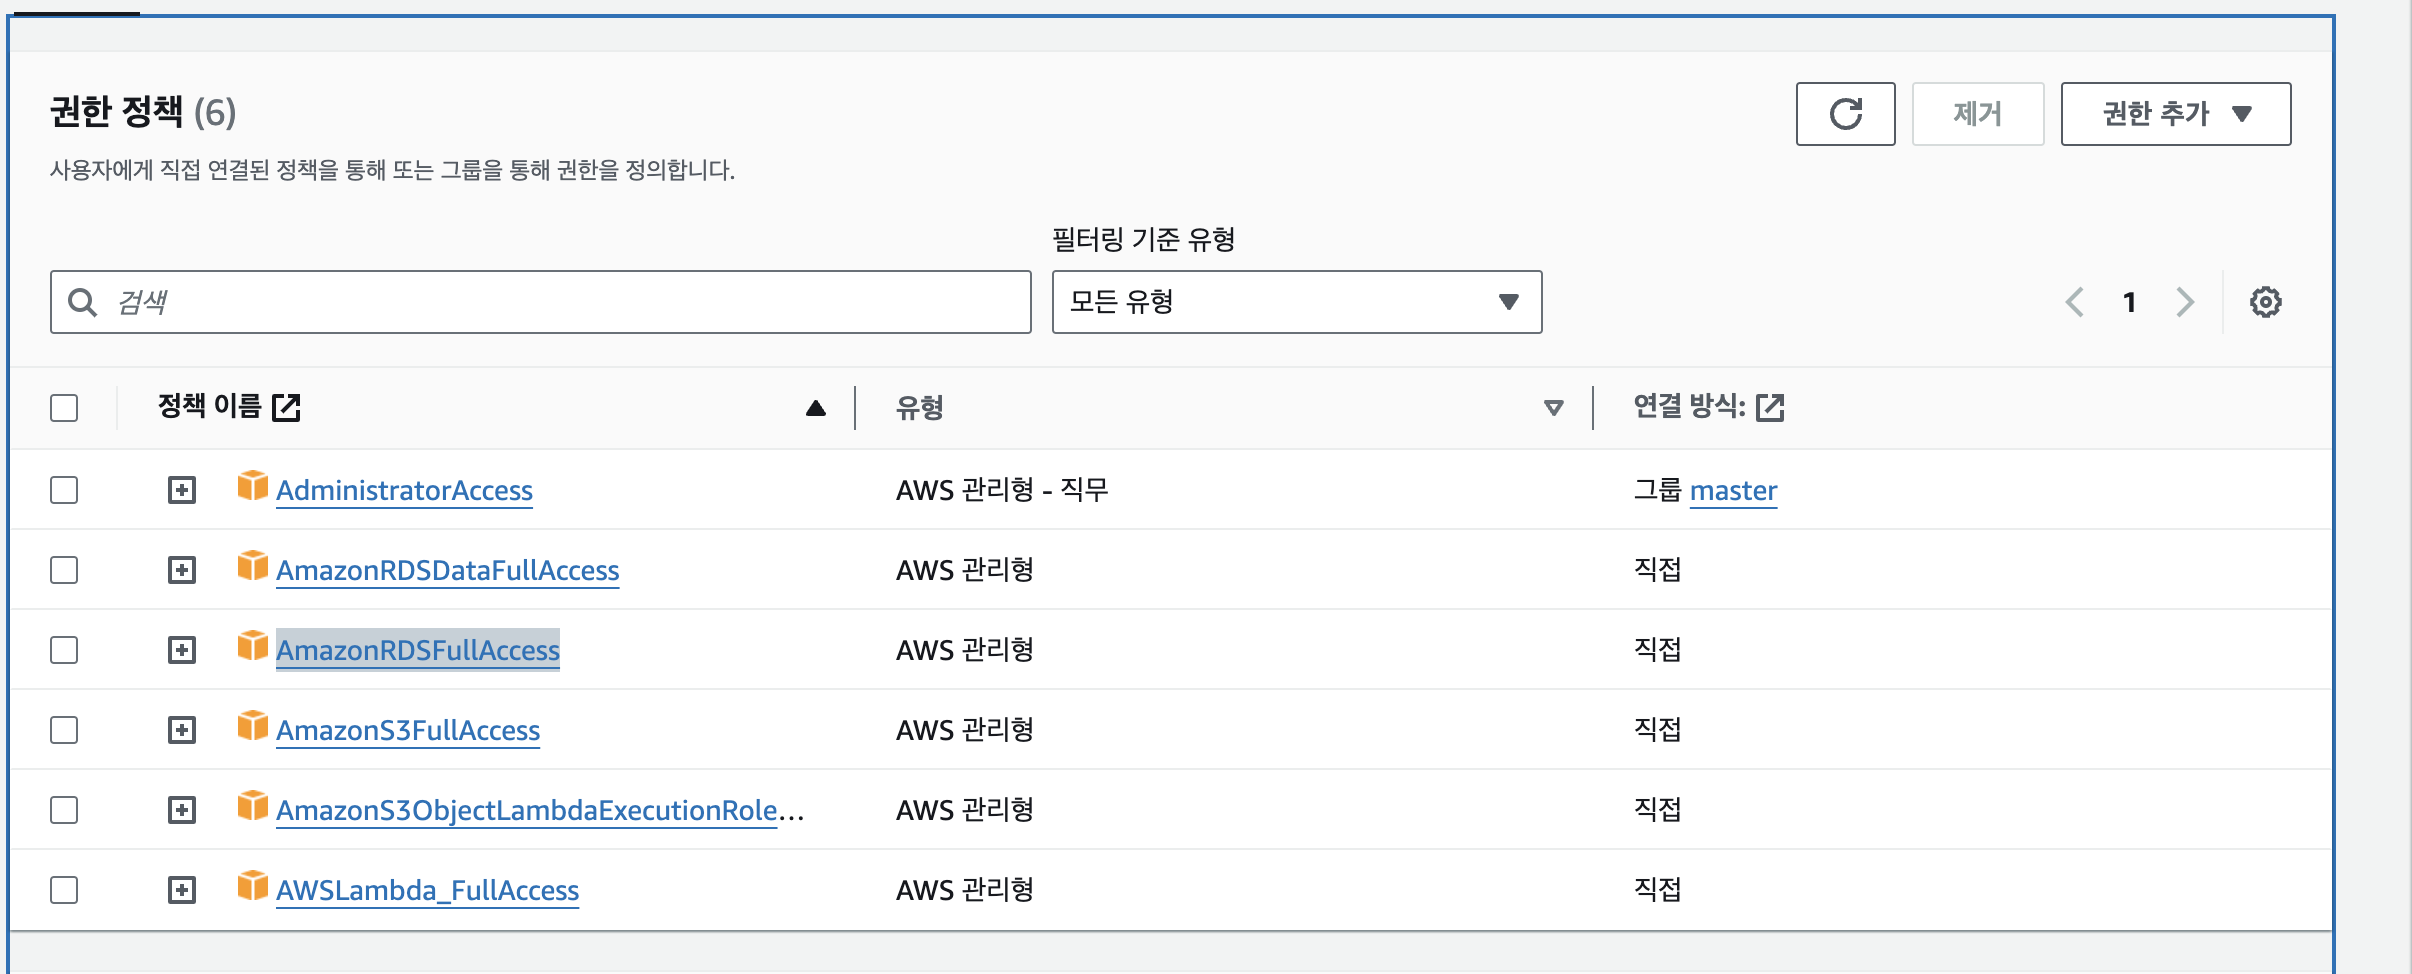 권한 정책 (6)
제거
권한 추가
사용자에게 직접 연결된 정책을 통해 또는 그룹을 통해 권한을 정의합니다.
필터링 기준 유형
검색
모든 유형
1
정책 이름 유형 연결 방식:
AdministratorAccess AWS 관리형 - 직무 그룹 master
AmazonRDSDataFullAccess AWS 관리형 직접
AmazonRDSFullAccess AWS 관리형 직접
AmazonS3FullAccess AWS 관리형 직접
AmazonS3ObjectLambdaExecutionRole... AWS 관리형 직접
AWSLambda_FullAccess AWS 관리형 직접